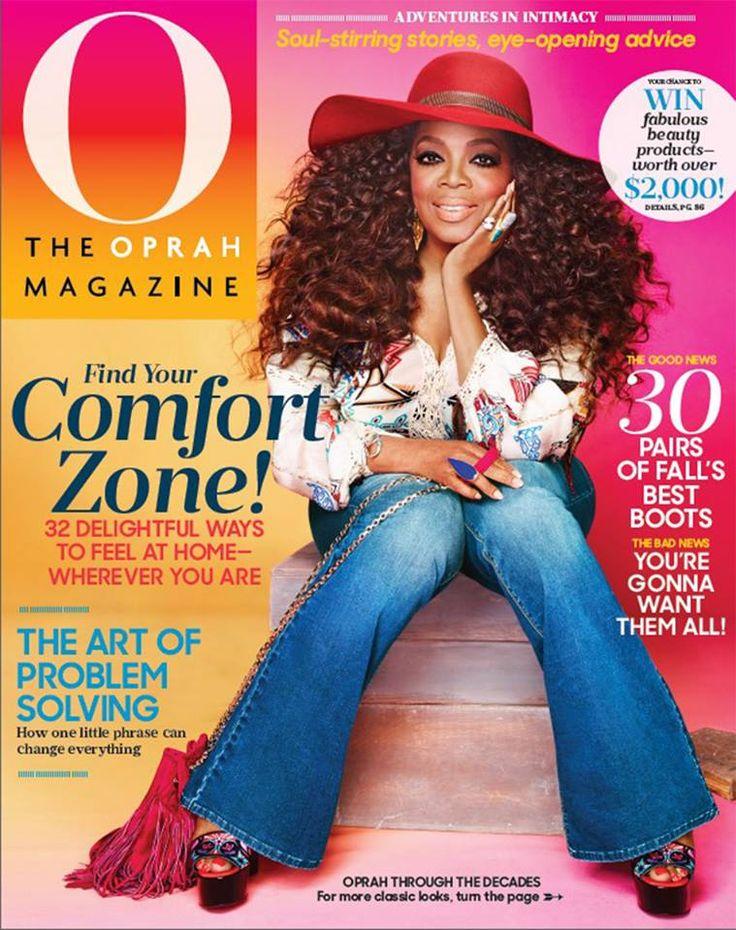 O
THE OPRAH
MAGAZINE
ADVENTURES IN INTIMACY
Soul-stirring stories, eye-opening advice
YOUR CHANCE TO
WIN
fabulous
beauty
products—
worth over
$2,000!
DETAILS, PG. 86
Find Your
Comfort
Zone!
32 DELIGHTFUL WAYS
TO FEEL AT HOME—
WHEREVER YOU ARE
THE GOOD NEWS
30
PAIRS
OF FALL'S
BEST
BOOTS
THE BAD NEWS
YOU'RE
GONNA
WANT
THEM ALL!
THE ART OF
PROBLEM
SOLVING
How one little phrase can
change everything
OPRAH THROUGH THE DECADES
For more classic looks, turn the page